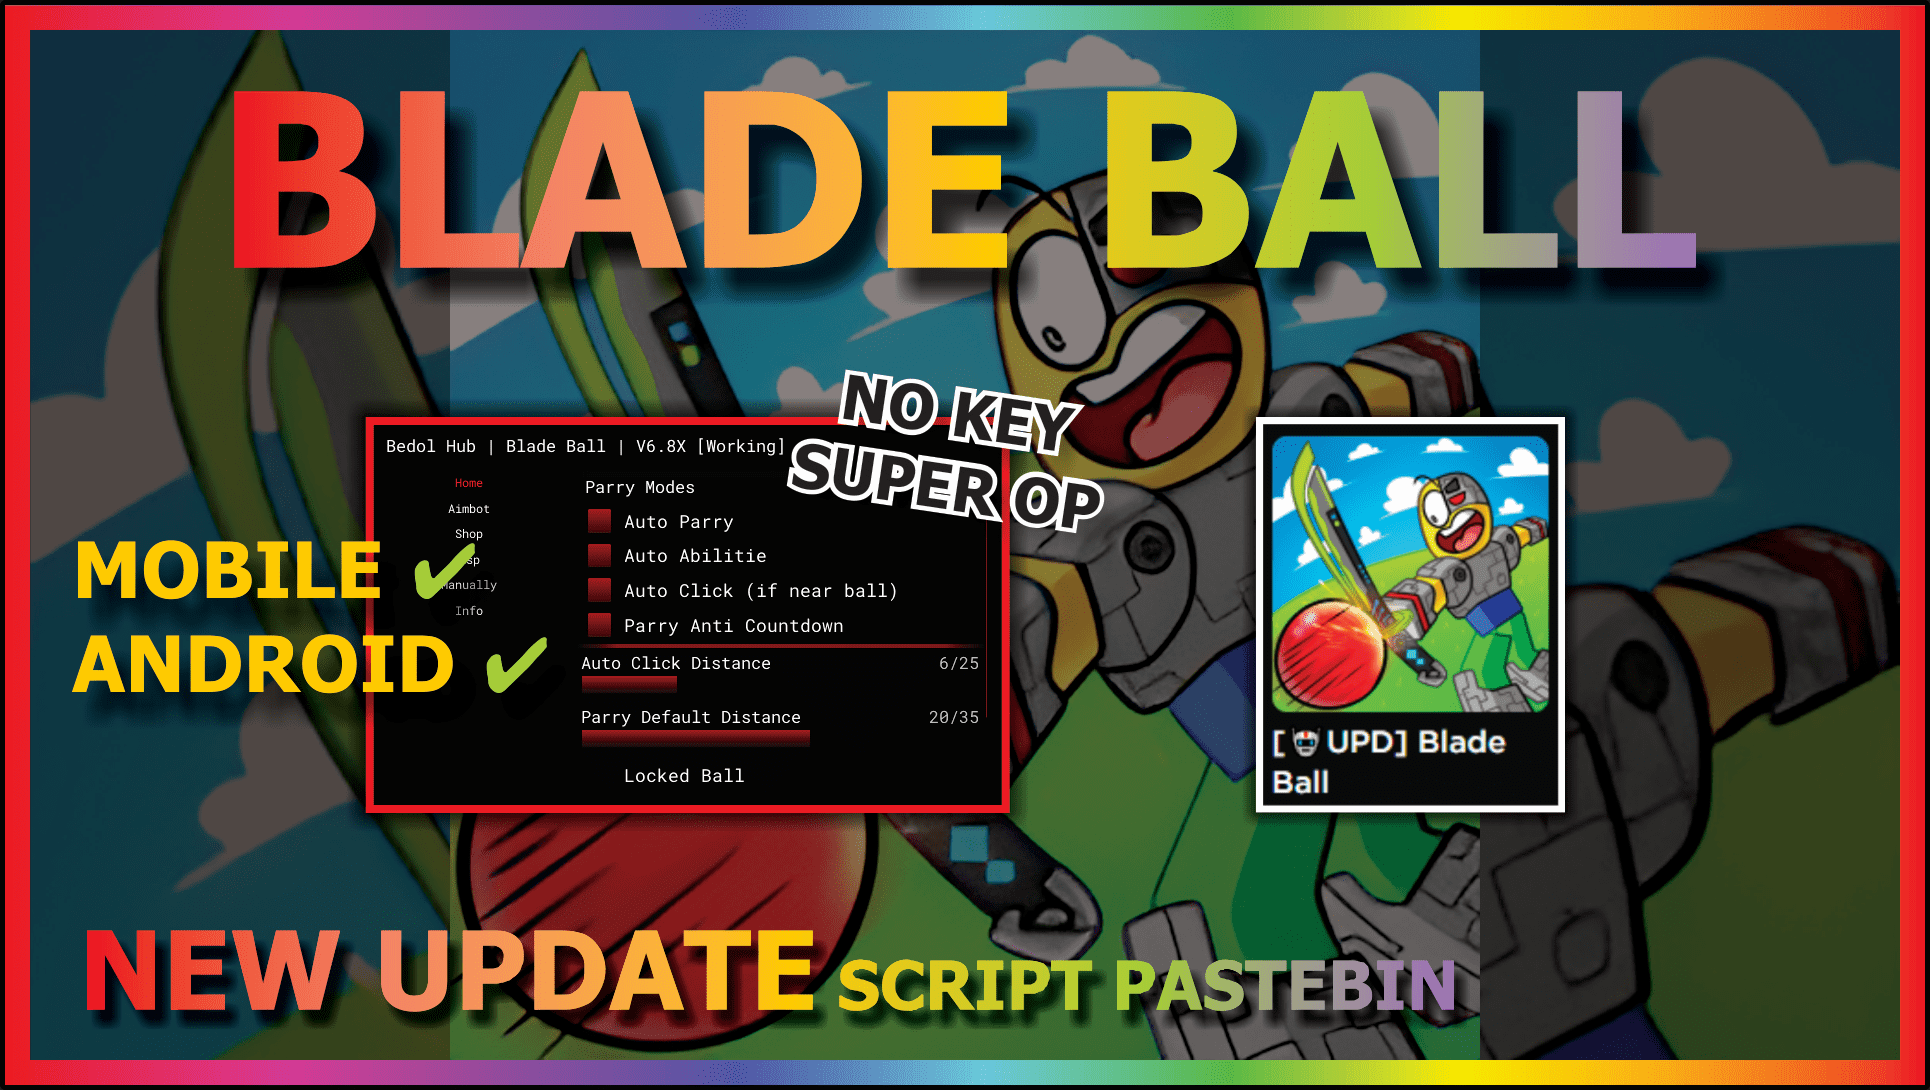 BLADE BALL
NO KEY
SUPER OP
Bedol Hub | Blade Ball | V6.8X [Working]
Home
Aimbot
Shop
sp
anually
Info
Parry Modes
Auto Parry
Auto Abilitie
Auto Click (if near ball)
Parry Anti Countdown
Auto Click Distance 6/25
Parry Default Distance 20/35
Locked Ball
MOBILE ✔
ANDROID ✔
[ UPD] Blade
Ball
NEW UPDATE SCRIPT PASTEBIN